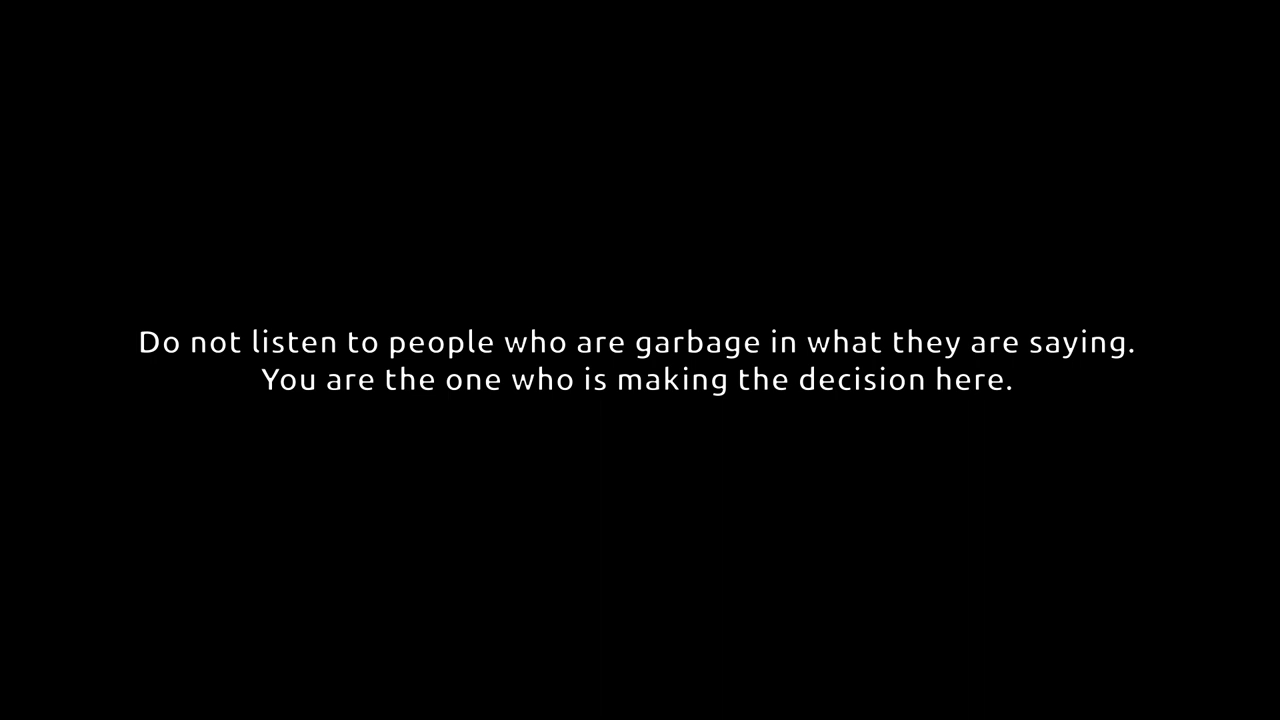 Do not listen to people who are garbage in what they are saying.
You are the one who is making the decision here.